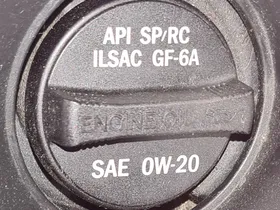 API SP/RC
ILSAC GF-6A
ENGINE OIL
SAE 0W-20